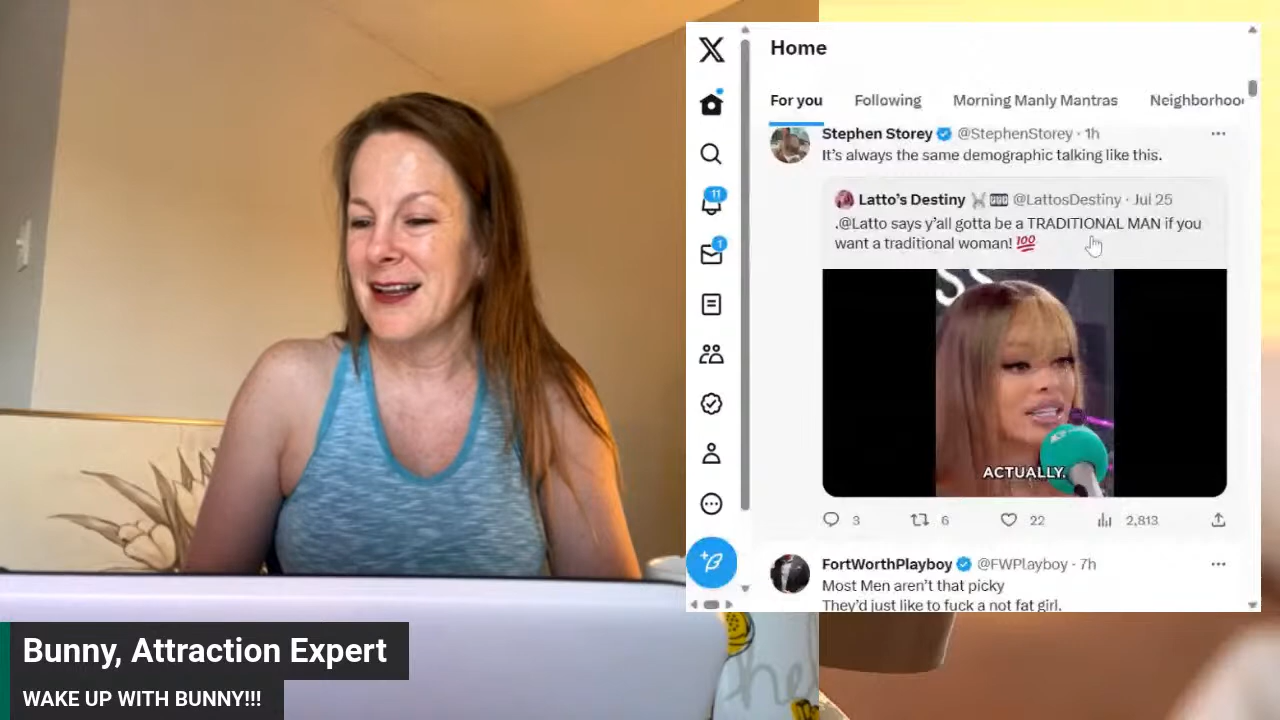 Home
For you Following Morning Manly Mantras Neighborhoo
Stephen Storey @StephenStorey · 1h
It's always the same demographic talking like this.
Latto's Destiny @LattosDestiny · Jul 25
.@Latto says y'all gotta be a TRADITIONAL MAN if you
want a traditional woman! 💯
ACTUALLY.
3 6 22 2,813
FortWorthPlayboy @FWPlayboy · 7h
Most Men aren't that picky
They'd just like to fuck a not fat girl.
11
1
Bunny, Attraction Expert
WAKE UP WITH BUNNY!!!